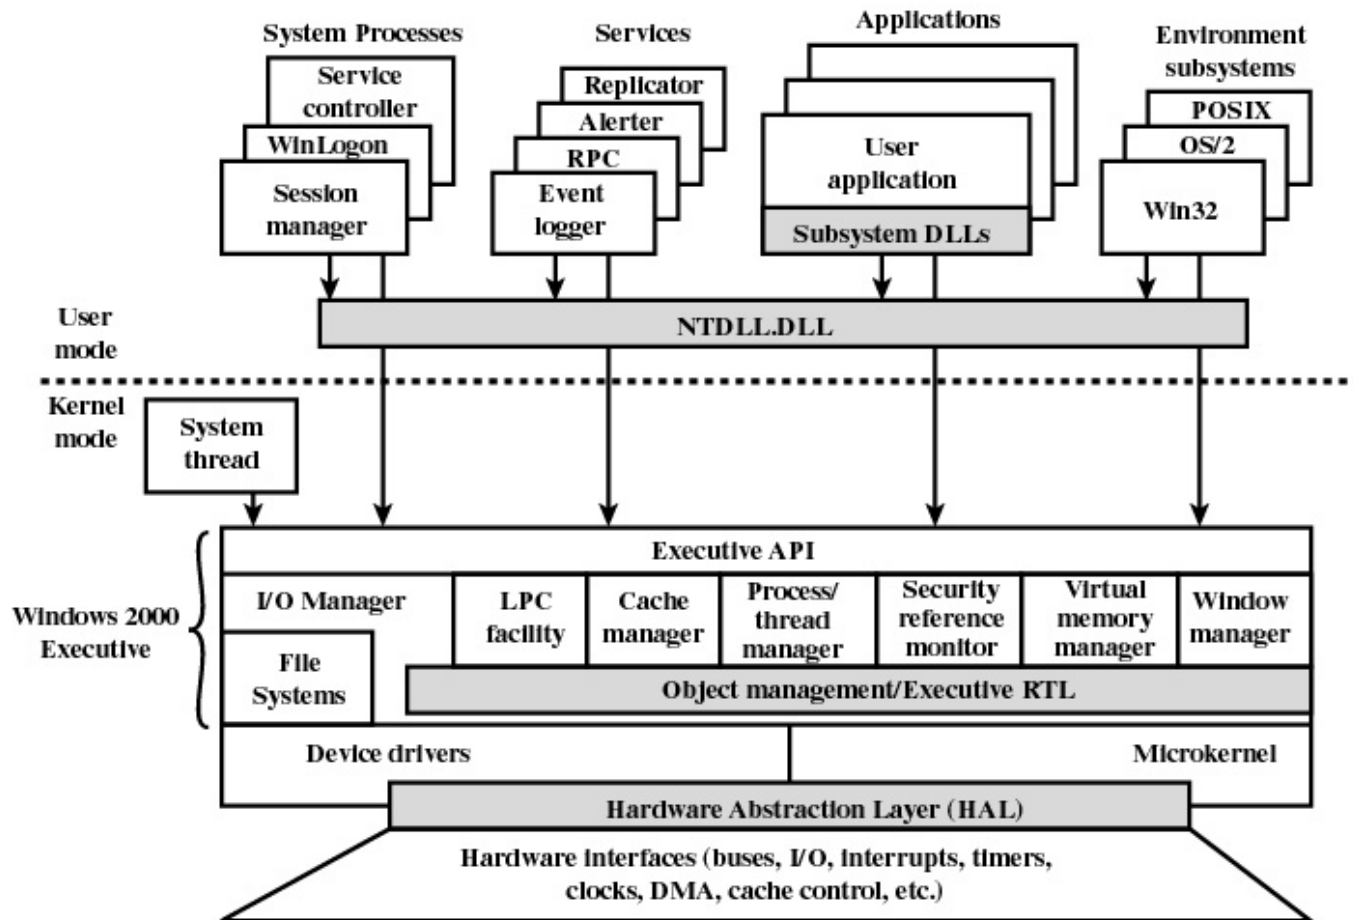 System Processes
Service
controller
WinLogon
Session
manager
Services
Replicator
Alerter
RPC
Event
logger
Applications
User
application
Subsystem DLLs
Environment
subsystems
POSIX
OS/2
Win32
User
mode
NTDLL.DLL
Kernel
mode
System
thread
Windows 2000
Executive
Executive API
I/O Manager
File
Systems
LPC
facility
Cache
manager
Process/
thread
manager
Security
reference
monitor
Virtual
memory
manager
Window
manager
Object management/Executive RTL
Device drivers
Microkernel
Hardware Abstraction Layer (HAL)
Hardware interfaces (buses, I/O, interrupts, timers,
clocks, DMA, cache control, etc.)